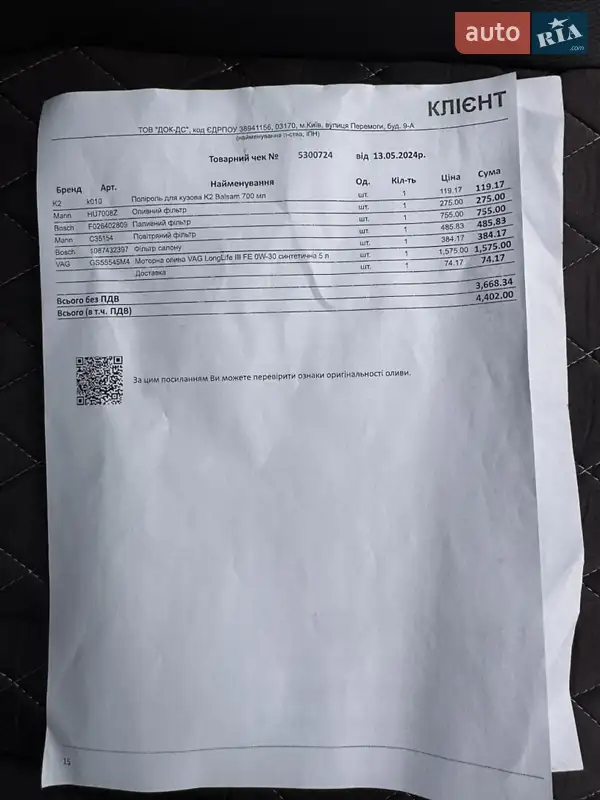 auto RIA .com
КЛІЄНТ
ТОВ "ДОК-ДС", код ЄДРПОУ 38941156, 03170, м.Київ, вулиця Перемоги, буд. 9-А
(найменування п-ства, ІПН)
Товарний чек № 5300724 від 13.05.2024р.
Бренд Арт. Найменування Од. Кіл-ть Ціна Сума
K2 k010 Поліроль для кузова K2 Balsam 700 мл шт. 1 119.17 119.17
Mann HU7008Z Оливний фільтр шт. 1 275.00 275.00
Bosch F026402809 Паливний фільтр шт. 1 755.00 755.00
Mann C35154 Повітряний фільтр шт. 1 485.83 485.83
Bosch 1987432397 Фільтр салону шт. 1 384.17 384.17
VAG GS55545M4 Моторна олива VAG LongLife III FE 0W-30 синтетична 5 л шт. 1 1,575.00 1,575.00
Доставка шт. 1 74.17 74.17
Всього без ПДВ 3,668.34
Всього (в т.ч. ПДВ) 4,402.00
За цим посиланням Ви можете перевірити ознаки оригінальності оливи.
15